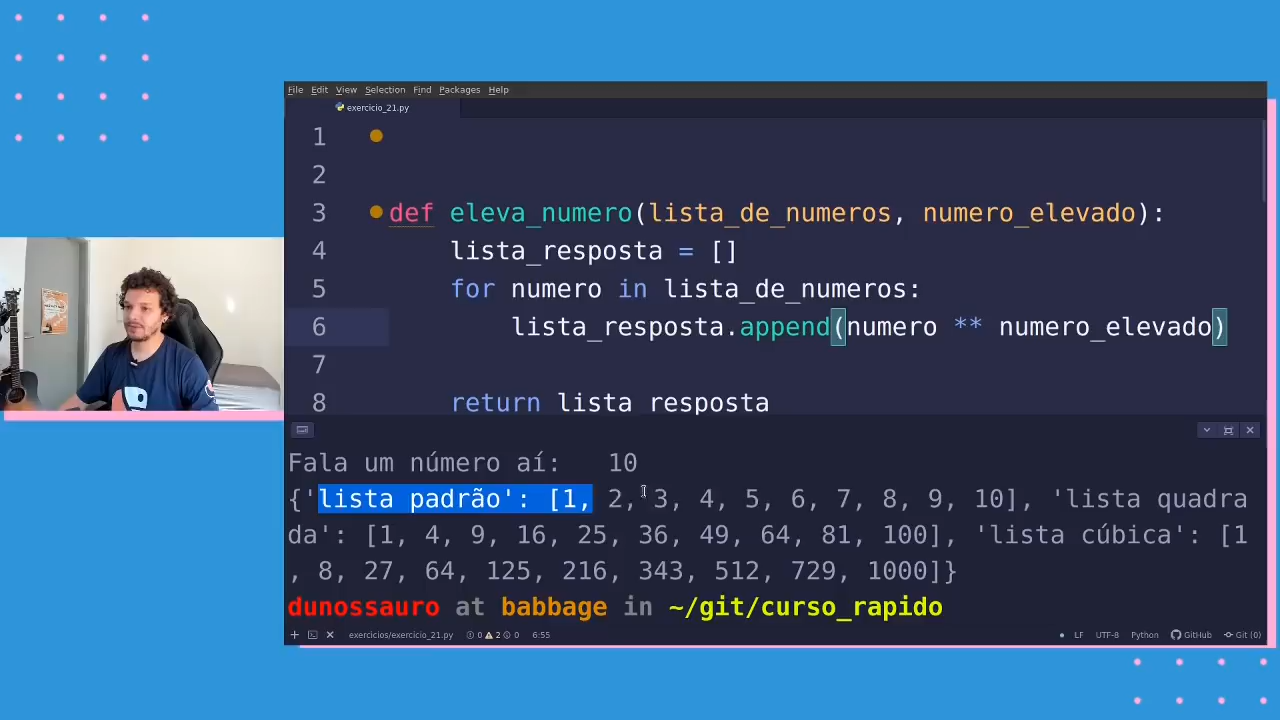 File Edit View Selection Find Packages Help
exercicio_21.py
1
2
3 def eleva_numero(lista_de_numeros, numero_elevado):
4 lista_resposta = []
5 for numero in lista_de_numeros:
6 lista_resposta.append(numero ** numero_elevado)
7
8 return lista resposta
Fala um número aí: 10
{'lista padrão': [1, 2, 3, 4, 5, 6, 7, 8, 9, 10], 'lista quadra
da': [1, 4, 9, 16, 25, 36, 49, 64, 81, 100], 'lista cúbica': [1
, 8, 27, 64, 125, 216, 343, 512, 729, 1000]}
dunossauro at babbage in ~/git/curso_rapido
exercicios/exercicio_21.py 0 2 0 6:55 LF UTF-8 Python GitHub Git (0)